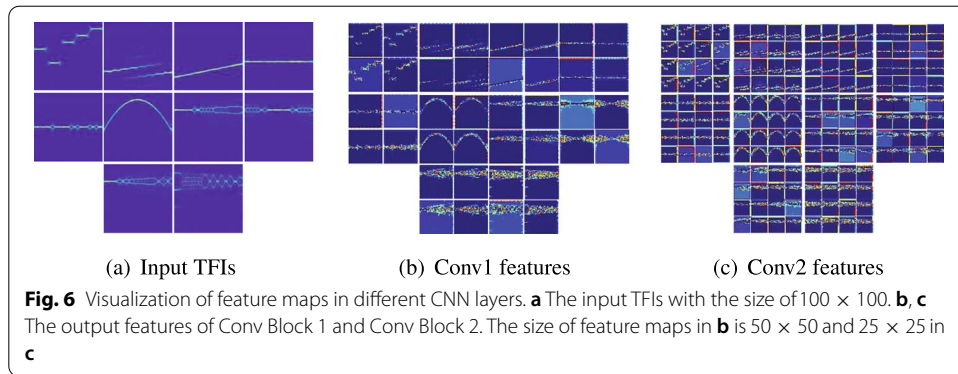 (a) Input TFIs
(b) Conv1 features
(c) Conv2 features
Fig. 6 Visualization of feature maps in different CNN layers. a The input TFIs with the size of 100 × 100. b, c
The output features of Conv Block 1 and Conv Block 2. The size of feature maps in b is 50 × 50 and 25 × 25 in
c